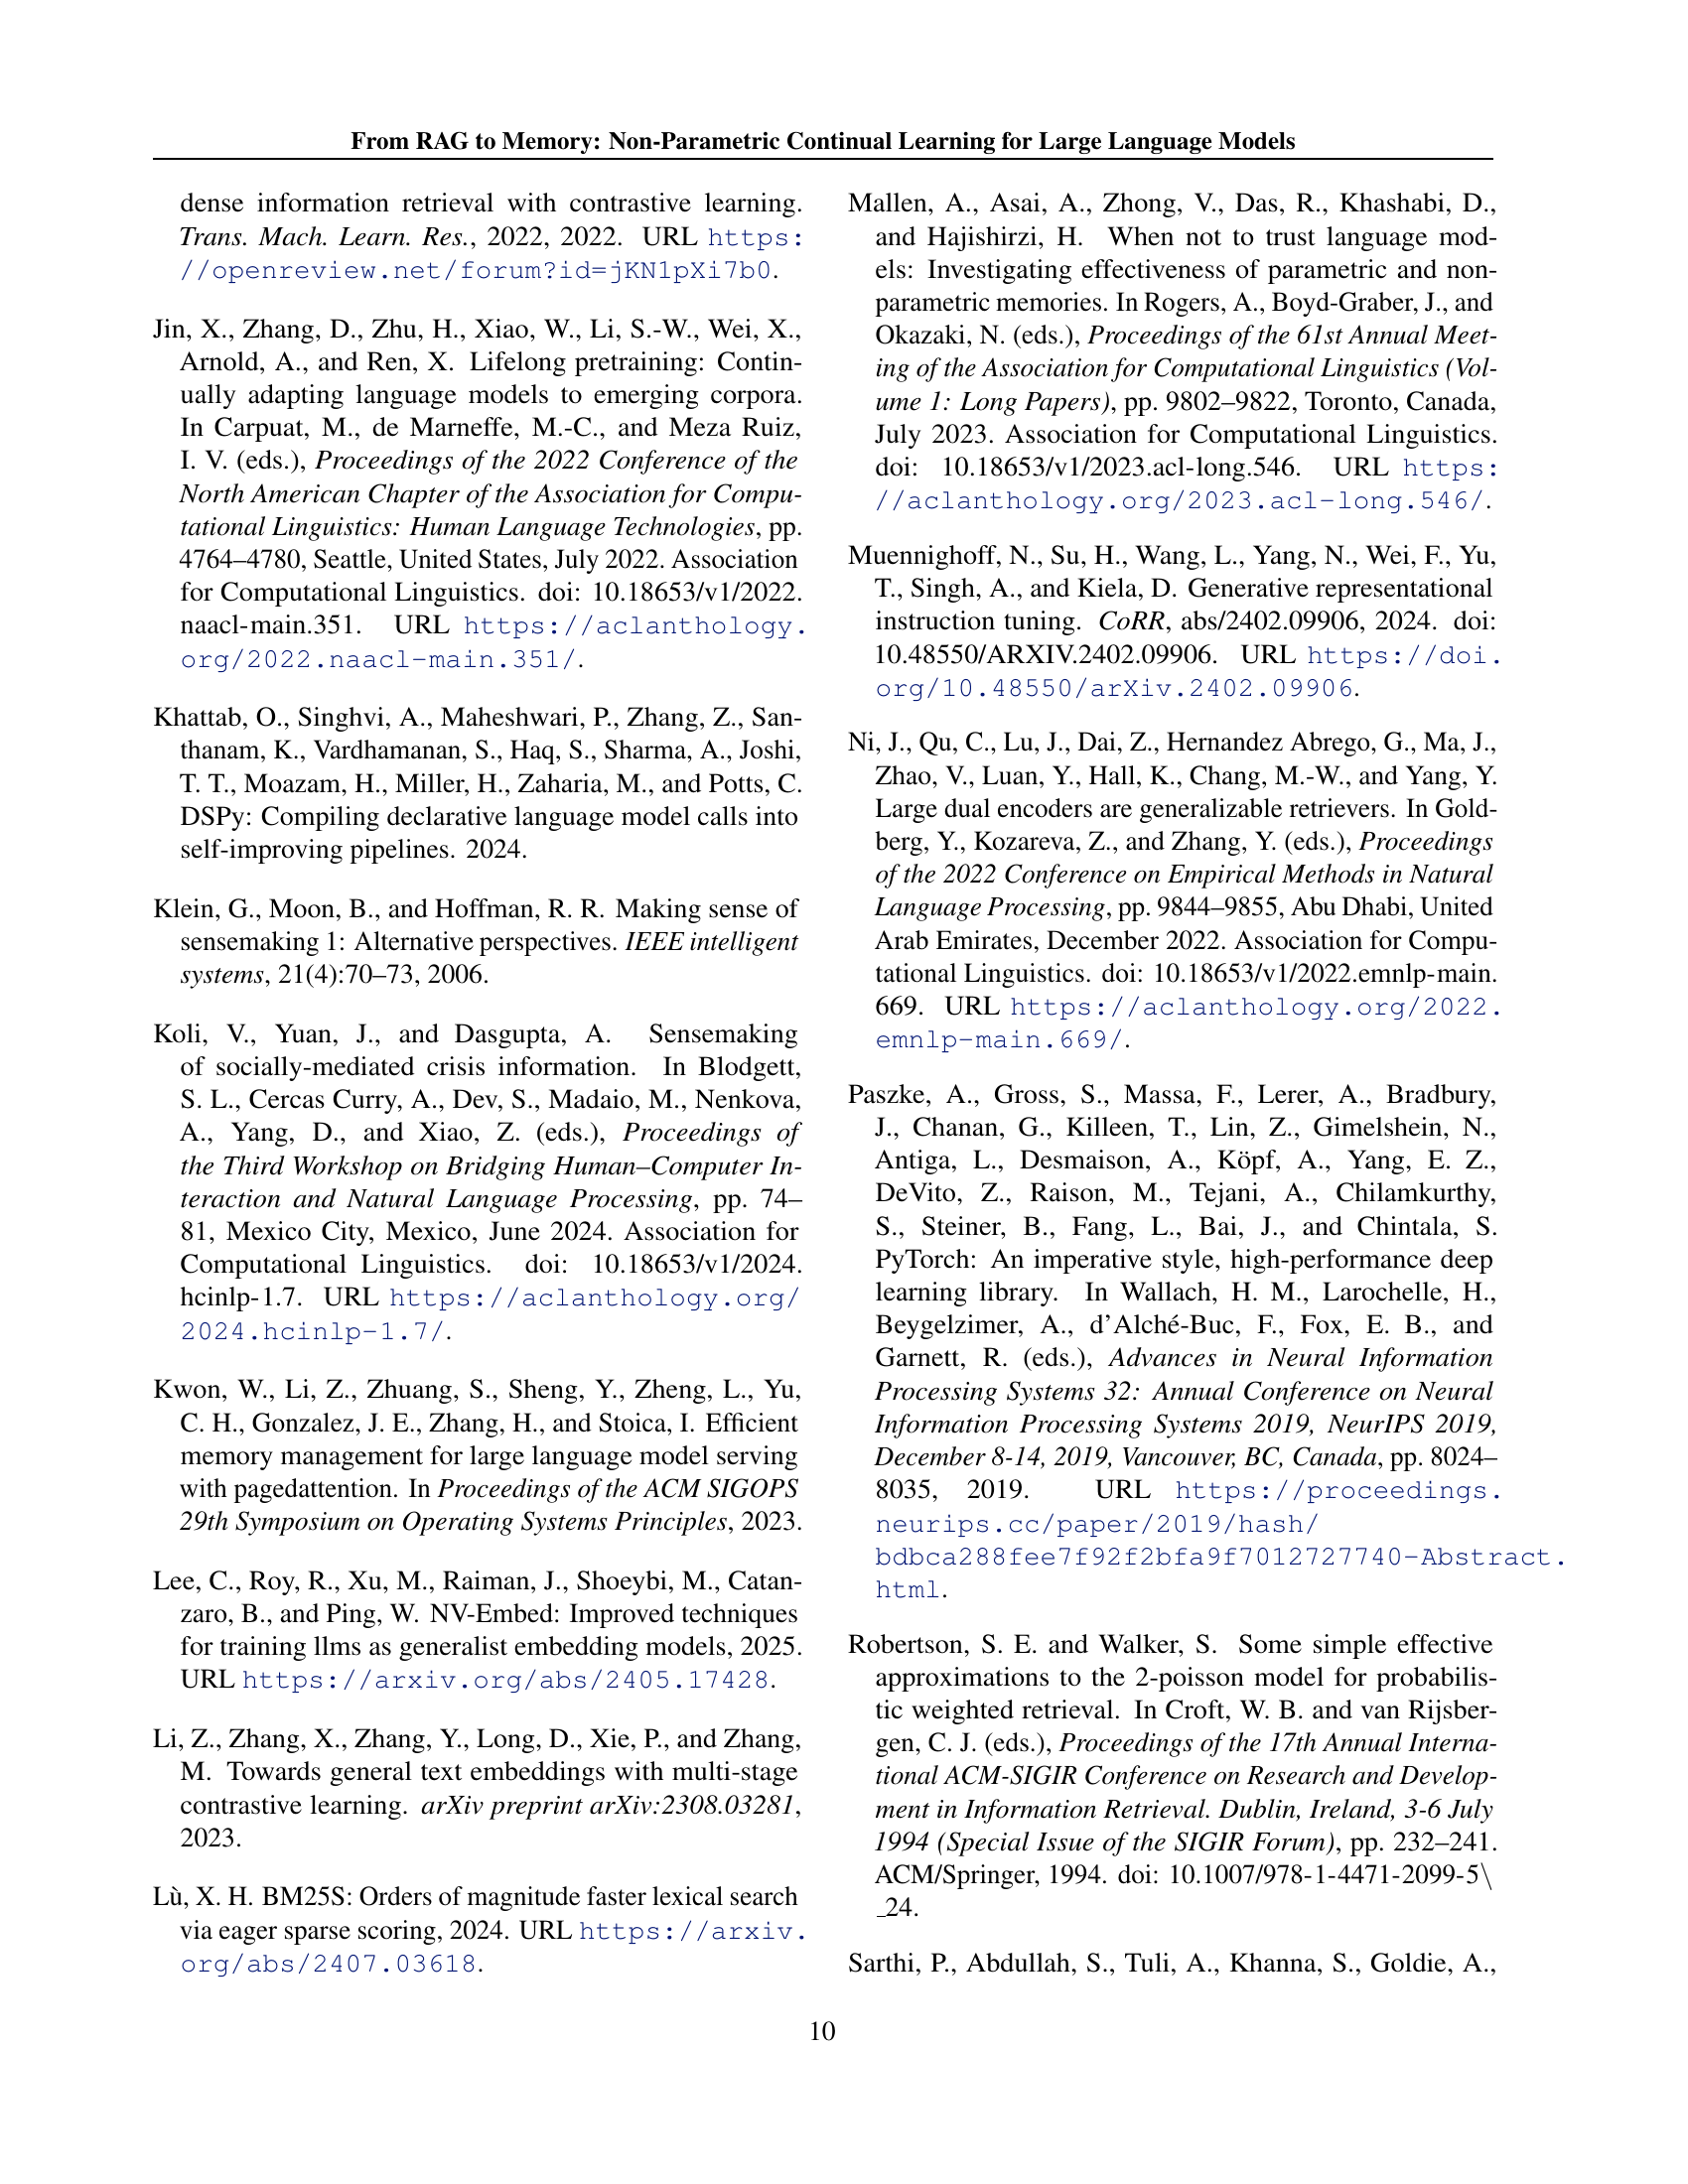 From RAG to Memory: Non-Parametric Continual Learning for Large Language Models
dense information retrieval with contrastive learning.
Trans. Mach. Learn. Res., 2022, 2022. URL https:
//openreview.net/forum?id=jKN1pXi7b0.
Jin, X., Zhang, D., Zhu, H., Xiao, W., Li, S.-W., Wei, X.,
Arnold, A., and Ren, X. Lifelong pretraining: Contin-
ually adapting language models to emerging corpora.
In Carpuat, M., de Marneffe, M.-C., and Meza Ruiz,
I. V. (eds.), Proceedings of the 2022 Conference of the
North American Chapter of the Association for Compu-
tational Linguistics: Human Language Technologies, pp.
4764–4780, Seattle, United States, July 2022. Association
for Computational Linguistics. doi: 10.18653/v1/2022.
naacl-main.351. URL https://aclanthology.
org/2022.naacl-main.351/.
Khattab, O., Singhvi, A., Maheshwari, P., Zhang, Z., San-
thanam, K., Vardhamanan, S., Haq, S., Sharma, A., Joshi,
T. T., Moazam, H., Miller, H., Zaharia, M., and Potts, C.
DSPy: Compiling declarative language model calls into
self-improving pipelines. 2024.
Klein, G., Moon, B., and Hoffman, R. R. Making sense of
sensemaking 1: Alternative perspectives. IEEE intelligent
systems, 21(4):70–73, 2006.
Koli, V., Yuan, J., and Dasgupta, A. Sensemaking
of socially-mediated crisis information. In Blodgett,
S. L., Cercas Curry, A., Dev, S., Madaio, M., Nenkova,
A., Yang, D., and Xiao, Z. (eds.), Proceedings of
the Third Workshop on Bridging Human–Computer In-
teraction and Natural Language Processing, pp. 74–
81, Mexico City, Mexico, June 2024. Association for
Computational Linguistics. doi: 10.18653/v1/2024.
hcinlp-1.7. URL https://aclanthology.org/
2024.hcinlp-1.7/.
Kwon, W., Li, Z., Zhuang, S., Sheng, Y., Zheng, L., Yu,
C. H., Gonzalez, J. E., Zhang, H., and Stoica, I. Efficient
memory management for large language model serving
with pagedattention. In Proceedings of the ACM SIGOPS
29th Symposium on Operating Systems Principles, 2023.
Lee, C., Roy, R., Xu, M., Raiman, J., Shoeybi, M., Catan-
zaro, B., and Ping, W. NV-Embed: Improved techniques
for training llms as generalist embedding models, 2025.
URL https://arxiv.org/abs/2405.17428.
Li, Z., Zhang, X., Zhang, Y., Long, D., Xie, P., and Zhang,
M. Towards general text embeddings with multi-stage
contrastive learning. arXiv preprint arXiv:2308.03281,
2023.
Lù, X. H. BM25S: Orders of magnitude faster lexical search
via eager sparse scoring, 2024. URL https://arxiv.
org/abs/2407.03618.
Mallen, A., Asai, A., Zhong, V., Das, R., Khashabi, D.,
and Hajishirzi, H. When not to trust language mod-
els: Investigating effectiveness of parametric and non-
parametric memories. In Rogers, A., Boyd-Graber, J., and
Okazaki, N. (eds.), Proceedings of the 61st Annual Meet-
ing of the Association for Computational Linguistics (Vol-
ume 1: Long Papers), pp. 9802–9822, Toronto, Canada,
July 2023. Association for Computational Linguistics.
doi: 10.18653/v1/2023.acl-long.546. URL https:
//aclanthology.org/2023.acl-long.546/.
Muennighoff, N., Su, H., Wang, L., Yang, N., Wei, F., Yu,
T., Singh, A., and Kiela, D. Generative representational
instruction tuning. CoRR, abs/2402.09906, 2024. doi:
10.48550/ARXIV.2402.09906. URL https://doi.
org/10.48550/arXiv.2402.09906.
Ni, J., Qu, C., Lu, J., Dai, Z., Hernandez Abrego, G., Ma, J.,
Zhao, V., Luan, Y., Hall, K., Chang, M.-W., and Yang, Y.
Large dual encoders are generalizable retrievers. In Gold-
berg, Y., Kozareva, Z., and Zhang, Y. (eds.), Proceedings
of the 2022 Conference on Empirical Methods in Natural
Language Processing, pp. 9844–9855, Abu Dhabi, United
Arab Emirates, December 2022. Association for Compu-
tational Linguistics. doi: 10.18653/v1/2022.emnlp-main.
669. URL https://aclanthology.org/2022.
emnlp-main.669/.
Paszke, A., Gross, S., Massa, F., Lerer, A., Bradbury,
J., Chanan, G., Killeen, T., Lin, Z., Gimelshein, N.,
Antiga, L., Desmaison, A., Köpf, A., Yang, E. Z.,
DeVito, Z., Raison, M., Tejani, A., Chilamkurthy,
S., Steiner, B., Fang, L., Bai, J., and Chintala, S.
PyTorch: An imperative style, high-performance deep
learning library. In Wallach, H. M., Larochelle, H.,
Beygelzimer, A., d'Alché-Buc, F., Fox, E. B., and
Garnett, R. (eds.), Advances in Neural Information
Processing Systems 32: Annual Conference on Neural
Information Processing Systems 2019, NeurIPS 2019,
December 8-14, 2019, Vancouver, BC, Canada, pp. 8024–
8035, 2019. URL https://proceedings.
neurips.cc/paper/2019/hash/
bdbca288fee7f92f2bfa9f7012727740-Abstract.
html.
Robertson, S. E. and Walker, S. Some simple effective
approximations to the 2-poisson model for probabilis-
tic weighted retrieval. In Croft, W. B. and van Rijsber-
gen, C. J. (eds.), Proceedings of the 17th Annual Interna-
tional ACM-SIGIR Conference on Research and Develop-
ment in Information Retrieval. Dublin, Ireland, 3-6 July
1994 (Special Issue of the SIGIR Forum), pp. 232–241.
ACM/Springer, 1994. doi: 10.1007/978-1-4471-2099-5\
_24.
Sarthi, P., Abdullah, S., Tuli, A., Khanna, S., Goldie, A.,
10